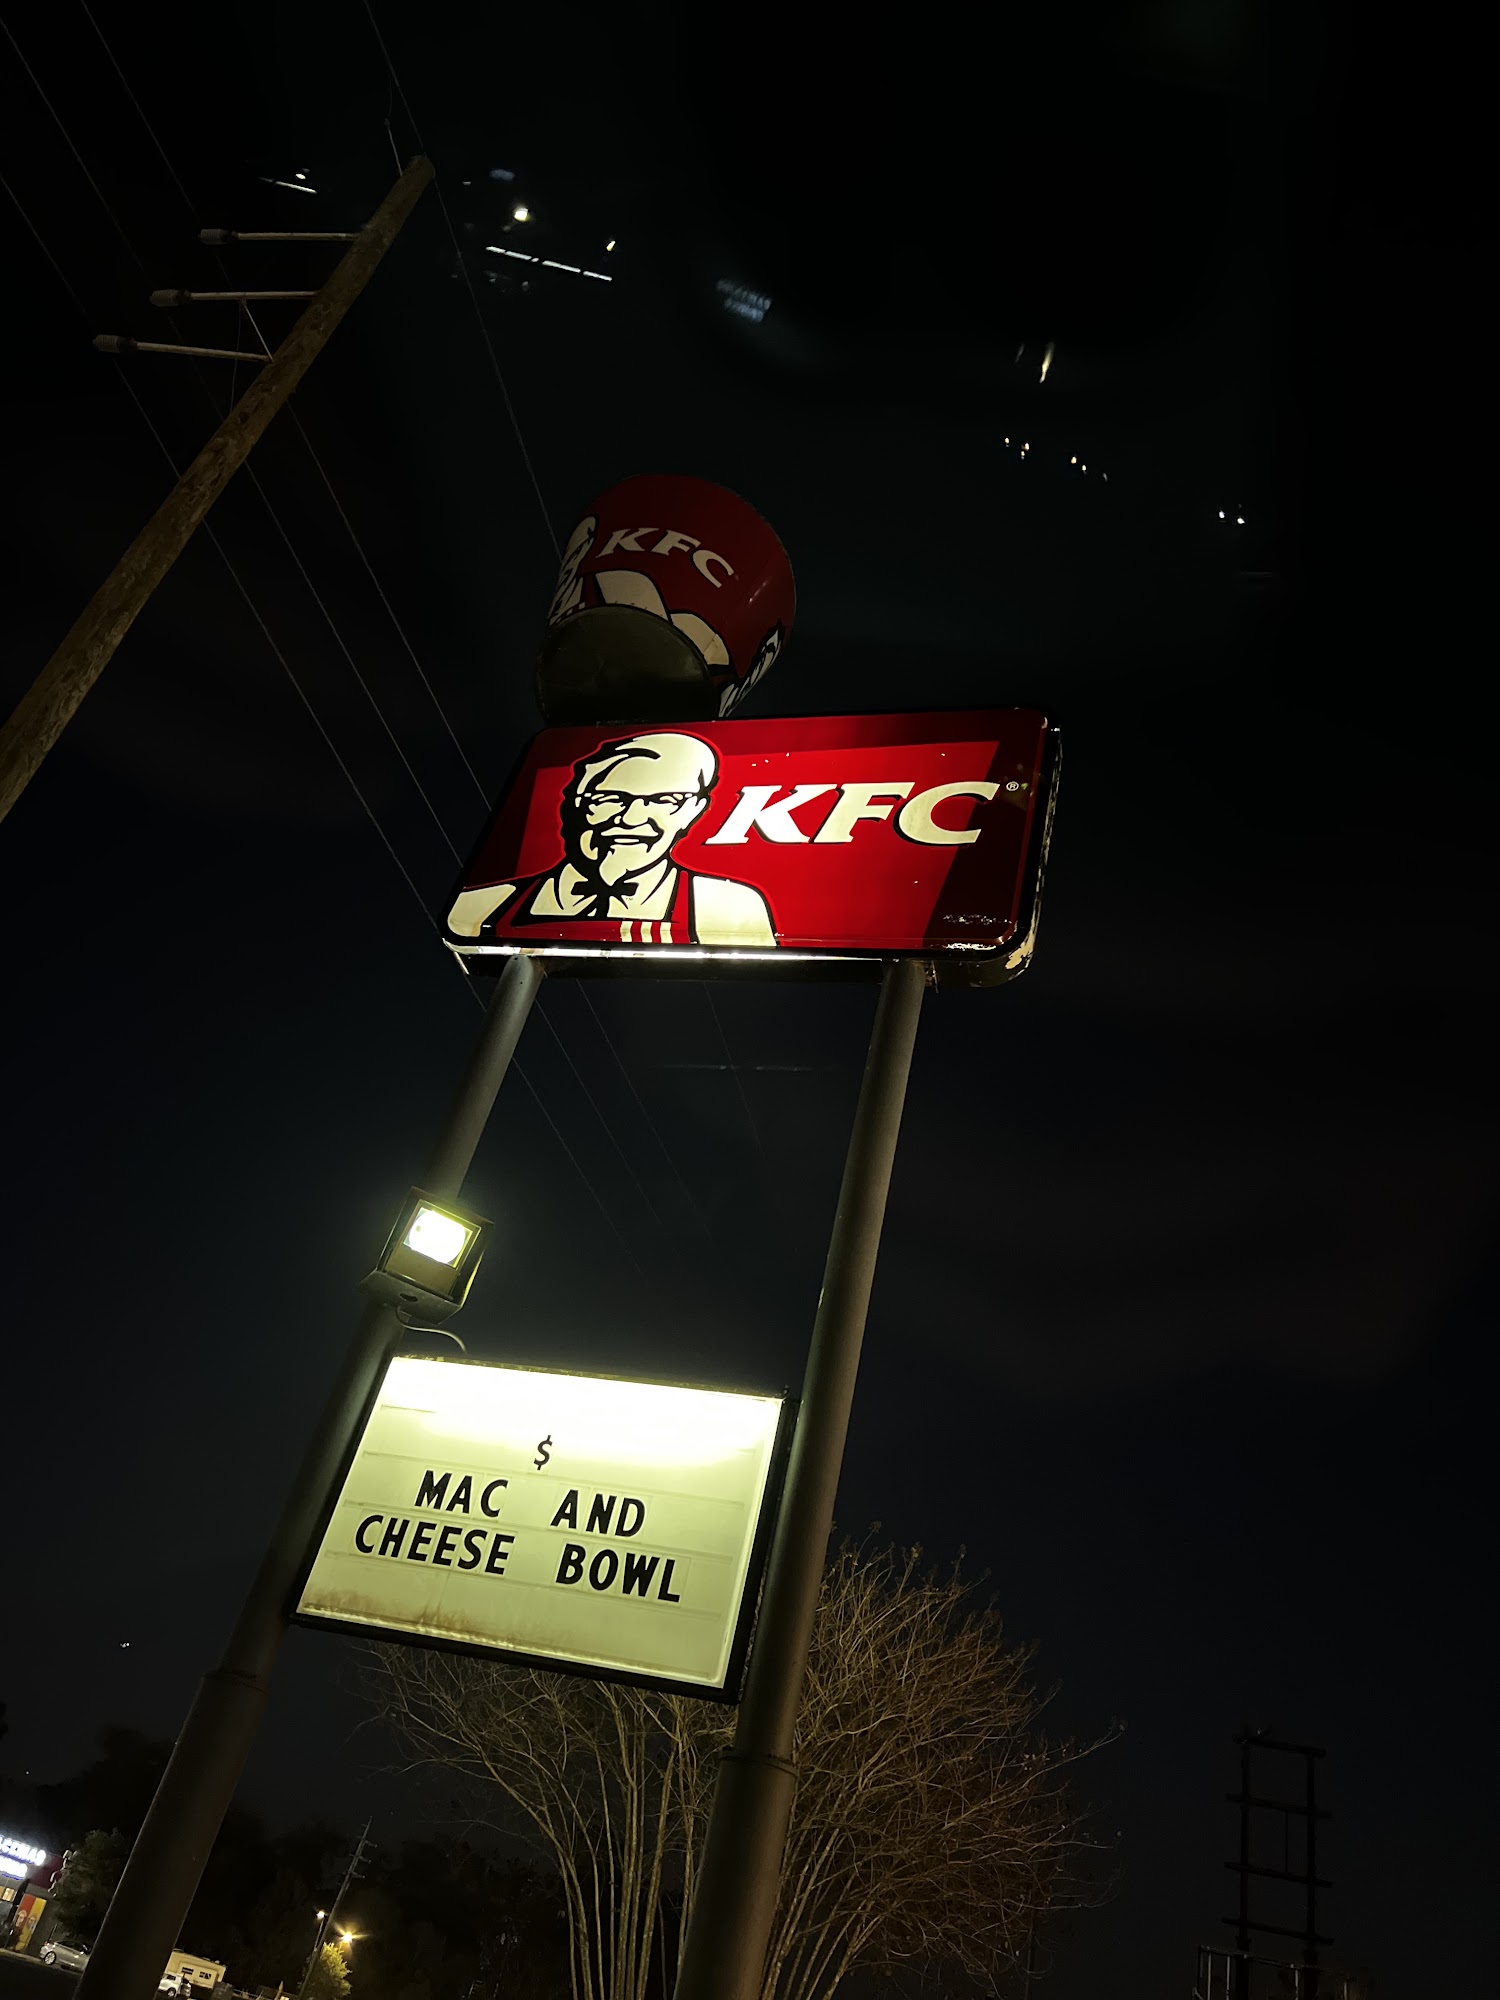 KFC
KFC®
$
MAC AND
CHEESE BOWL